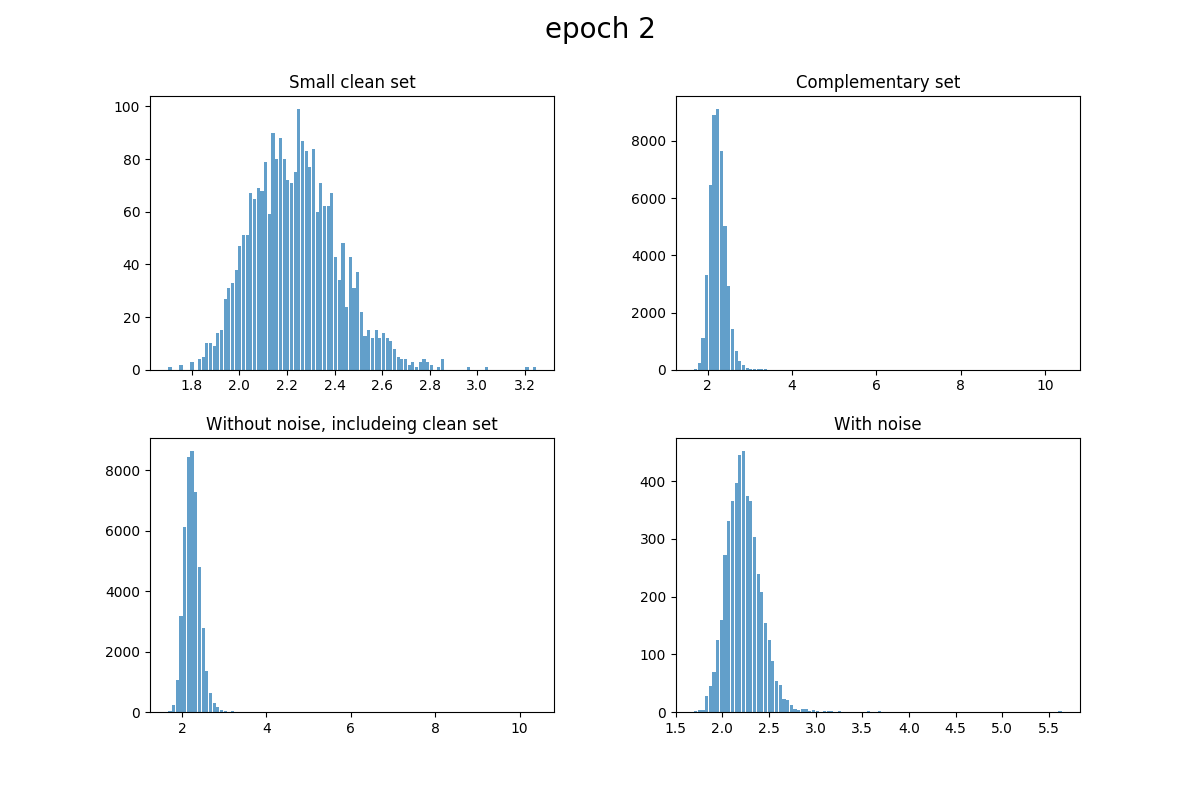 epoch 2
Small clean set
Complementary set
100
80
60
40
20
0
1.8 2.0 2.2 2.4 2.6 2.8 3.0 3.2
8000
6000
4000
2000
0
2 4 6 8 10
Without noise, includeing clean set
With noise
8000
6000
4000
2000
0
2 4 6 8 10
400
300
200
100
0
1.5 2.0 2.5 3.0 3.5 4.0 4.5 5.0 5.5